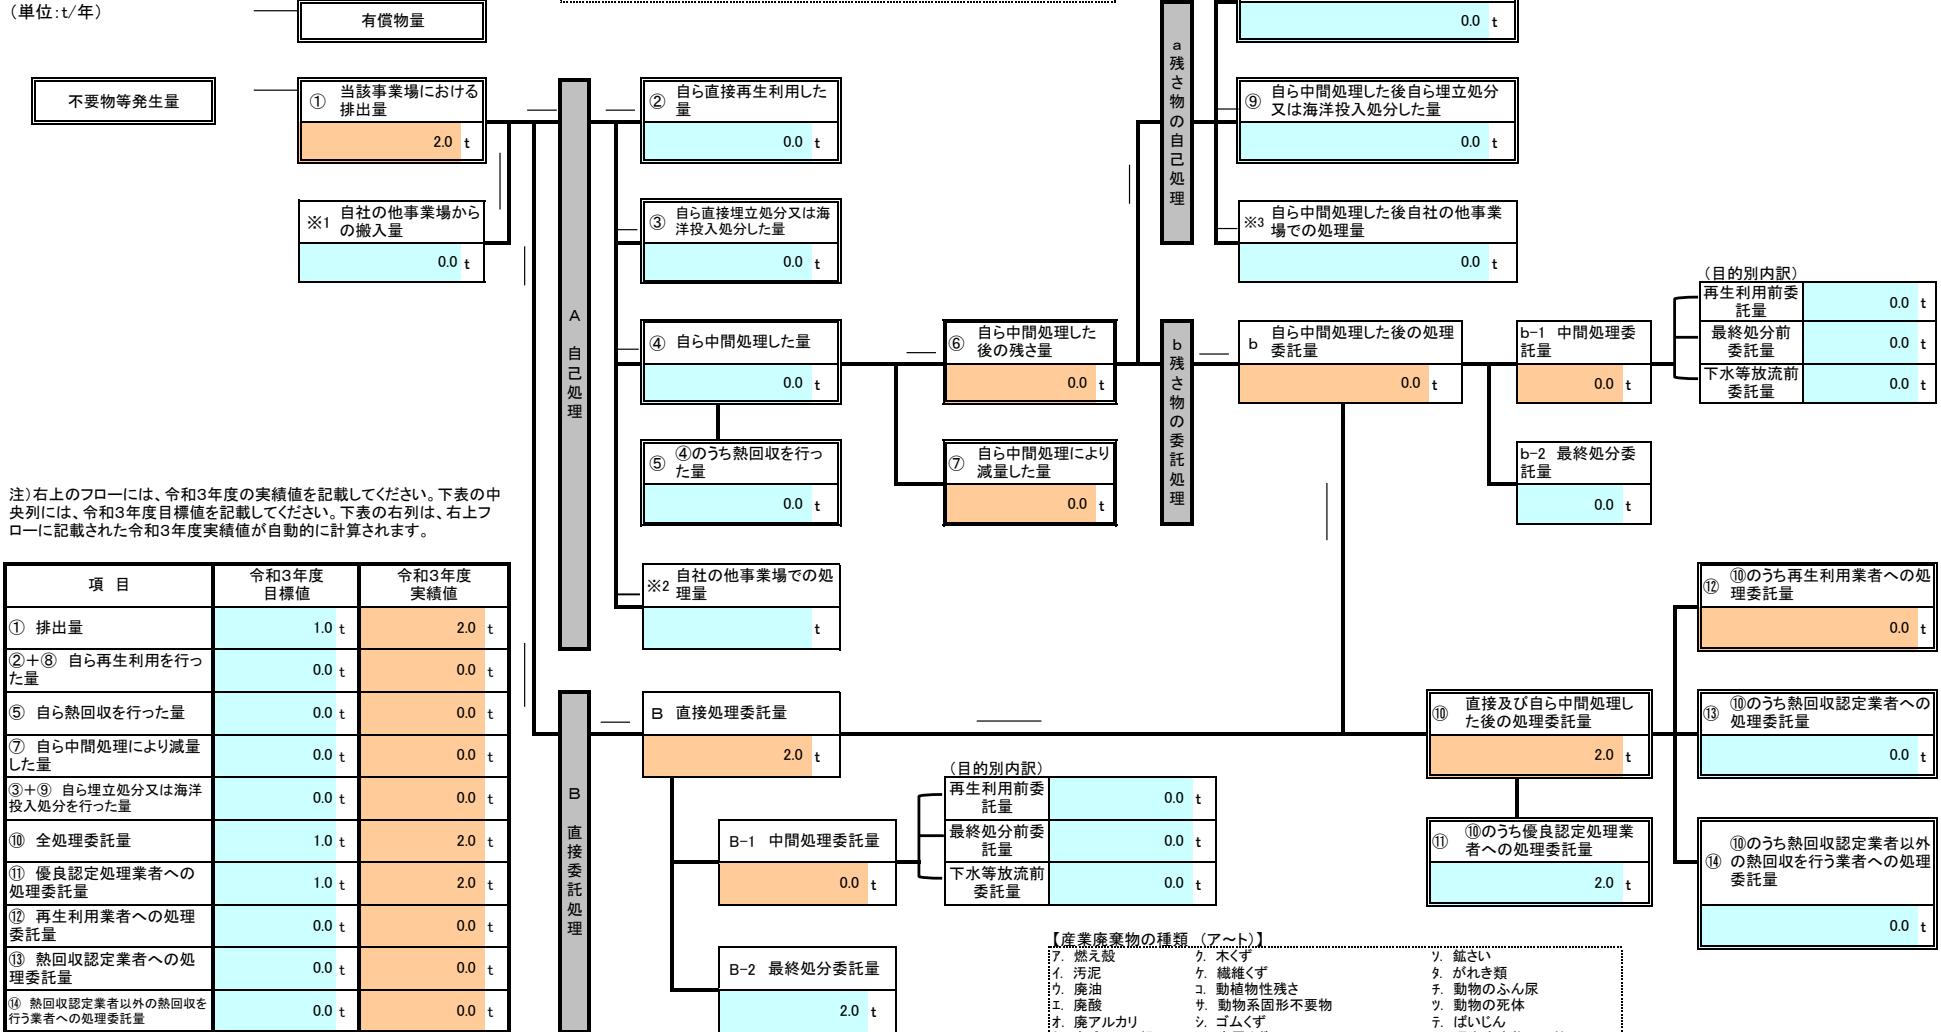 （単位：t/年）
有償物量
0.0 t
不要物等発生量
① 当該事業場における
排出量
2.0 t
② 自ら直接再生利用した
量
0.0 t
⑨ 自ら中間処理した後自ら埋立処分
又は海洋投入処分した量
0.0 t
a 残さ物の自己処理
※1 自社の他事業場から
の搬入量
0.0 t
③ 自ら直接埋立処分又は海
洋投入処分した量
0.0 t
※3 自ら中間処理した後自社の他事業
場での処理量
0.0 t
A 自己処理
④ 自ら中間処理した量
0.0 t
⑥ 自ら中間処理した
後の残さ量
0.0 t
b 残さ物の委託処理
b 自ら中間処理した後の処理
委託量
0.0 t
b-1 中間処理委
託量
0.0 t
（目的別内訳）
再生利用前委
託量
0.0 t
最終処分前
委託量
0.0 t
下水等放流前
委託量
0.0 t
⑤ ④のうち熱回収を行っ
た量
0.0 t
⑦ 自ら中間処理により
減量した量
0.0 t
b-2 最終処分委
託量
0.0 t
注）右上のフローには、令和3年度の実績値を記載してください。下表の中
央列には、令和3年度目標値を記載してください。下表の右列は、右上フ
ローに記載された令和3年度実績値が自動的に計算されます。
※2 自社の他事業場での処
理量
t
項 目 令和3年度
目標値 令和3年度
実績値
① 排出量 1.0 t 2.0 t
②＋⑧ 自ら再生利用を行っ
た量 0.0 t 0.0 t
⑤ 自ら熱回収を行った量 0.0 t 0.0 t
⑦ 自ら中間処理により減量
した量 0.0 t 0.0 t
③＋⑨ 自ら埋立処分又は海洋
投入処分を行った量 0.0 t 0.0 t
⑩ 全処理委託量 1.0 t 2.0 t
⑪ 優良認定処理業者への
処理委託量 1.0 t 2.0 t
⑫ 再生利用業者への処理
委託量 0.0 t 0.0 t
⑬ 熱回収認定業者への処
理委託量 0.0 t 0.0 t
⑭ 熱回収認定業者以外の熱回収を
行う業者への処理委託量 0.0 t 0.0 t
B 直接委託処理
B 直接処理委託量
2.0 t
B-1 中間処理委託量
0.0 t
（目的別内訳）
再生利用前委
託量
0.0 t
最終処分前委
託量
0.0 t
下水等放流前
委託量
0.0 t
B-2 最終処分委託量
2.0 t
⑩ 直接及び自ら中間処理し
た後の処理委託量
2.0 t
⑪ ⑩のうち優良認定処理業
者への処理委託量
2.0 t
⑫ ⑩のうち再生利用業者への処
理委託量
0.0 t
⑬ ⑩のうち熱回収認定業者への
処理委託量
0.0 t
⑭ ⑩のうち熱回収認定業者以外
の熱回収を行う業者への処理
委託量
0.0 t
【産業廃棄物の種類 （ア～ト）】
ア. 燃え殻 ク. 木くず ソ. 鉱さい
イ. 汚泥 ケ. 繊維くず タ. がれき類
ウ. 廃油 コ. 動植物性残さ チ. 動物のふん尿
エ. 廃酸 サ. 動物系固形不要物 ツ. 動物の死体
オ. 廃アルカリ シ. ゴムくず テ. ばいじん